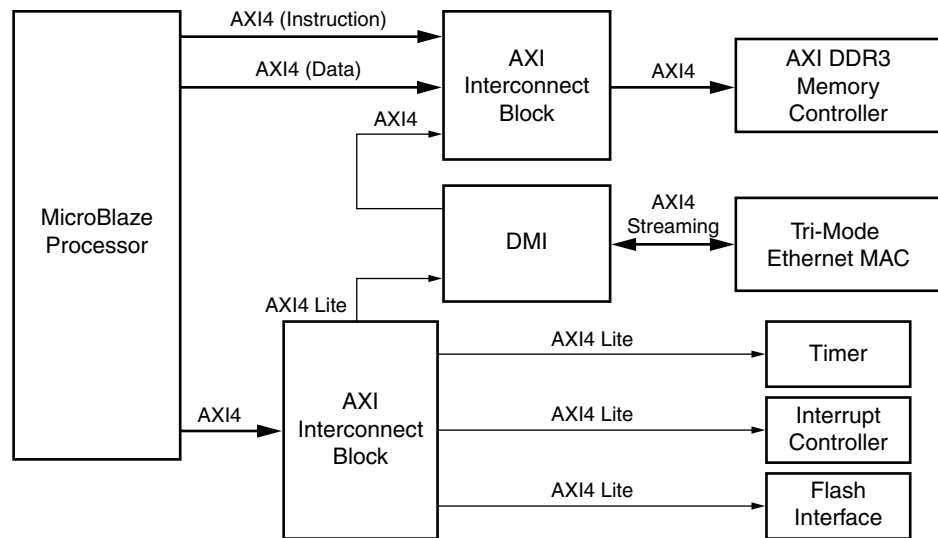 AXI4 (Instruction)
AXI4 (Data)
AXI4
MicroBlaze
Processor
AXI
Interconnect
Block
AXI4
AXI DDR3
Memory
Controller
DMI
AXI4
Streaming
Tri-Mode
Ethernet MAC
AXI4 Lite
AXI4
AXI
Interconnect
Block
AXI4 Lite
Timer
AXI4 Lite
Interrupt
Controller
AXI4 Lite
Flash
Interface